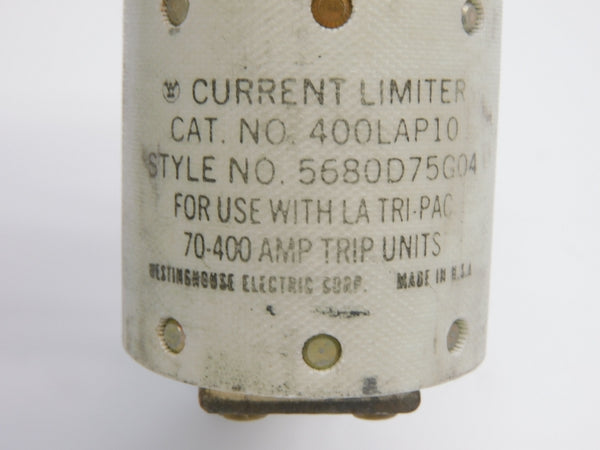 CURRENT LIMITER
CAT. NO. 400LAP10
STYLE NO. 5680D75G04
FOR USE WITH LA TRI-PAC
70-400 AMP TRIP UNITS
WESTINGHOUSE ELECTRIC CORP. MADE IN U.S.A